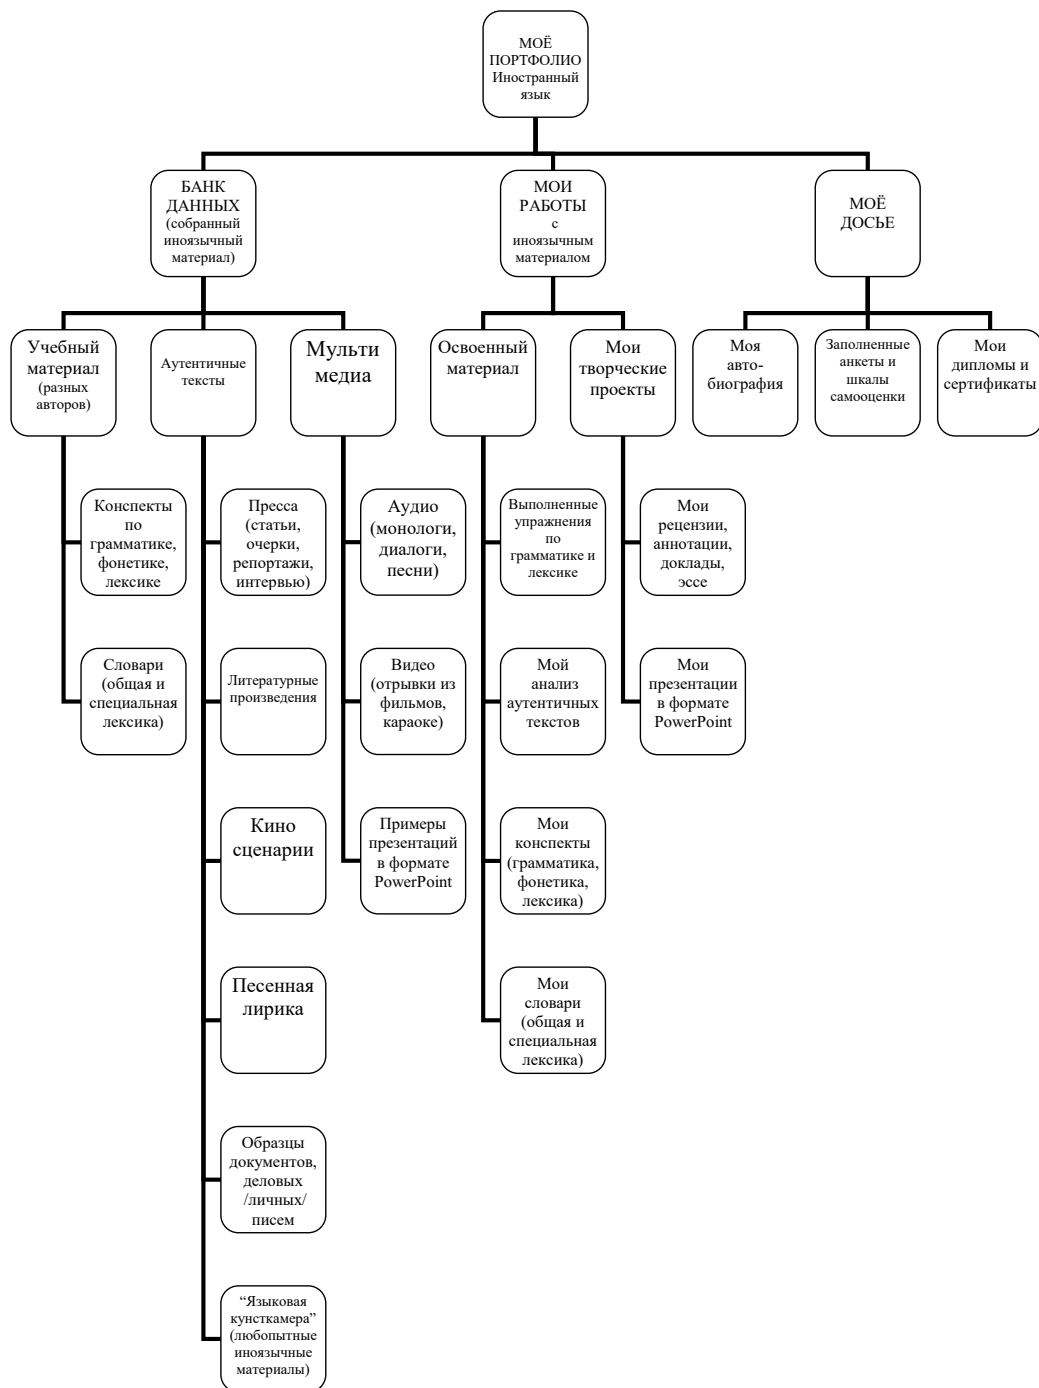 МОЁ
ПОРТФОЛИО
Иностранный
язык
БАНК
ДАННЫХ
(собранный
иноязычный
материал)
МОИ
РАБОТЫ
с
иноязычным
материалом
МОЁ
ДОСЬЕ
Учебный
материал
(разных
авторов)
Аутентичные
тексты
Мульти
медиа
Освоенный
материал
Мои
творческие
проекты
Моя
авто-
биография
Заполненные
анкеты и
шкалы
самооценки
Мои
дипломы и
сертификаты
Конспекты
по
грамматике,
фонетике,
лексике
Пресса
(статьи,
очерки,
репортажи,
интервью)
Аудио
(монологи,
диалоги,
песни)
Выполненные
упражнения
по
грамматике и
лексике
Мои
рецензии,
аннотации,
доклады,
эссе
Словари
(общая и
специальная
лексика)
Литературные
произведения
Видео
(отрывки из
фильмов,
караоке)
Мой
анализ
аутентичных
текстов
Мои
презентации
в формате
PowerPoint
Кино
сценарии
Примеры
презентаций
в формате
PowerPoint
Мои
конспекты
(грамматика,
фонетика,
лексика)
Песенная
лирика
Мои
словари
(общая и
специальная
лексика)
Образцы
документов,
деловых
/личных/
писем
“Языковая
кунсткамера”
(любопытные
иноязычные
материалы)